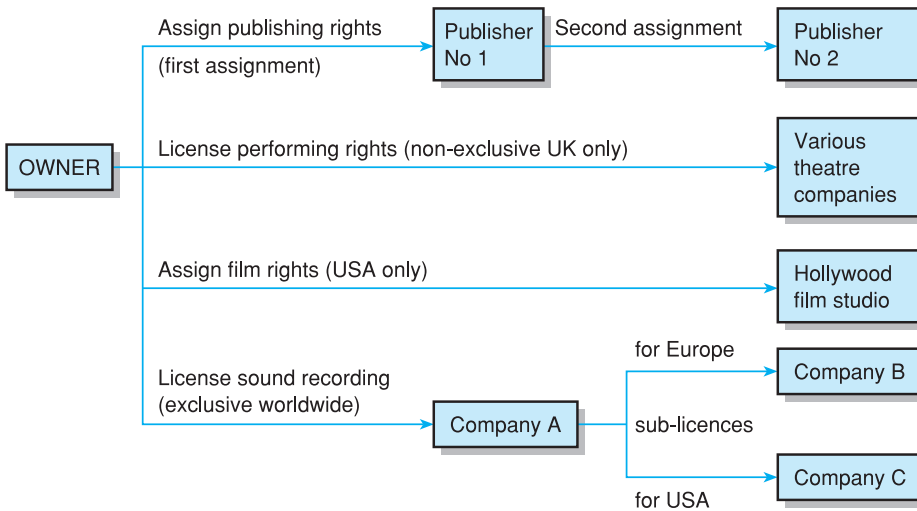 Assign publishing rights
(first assignment)
Publisher
No 1
Second assignment
Publisher
No 2
OWNER
License performing rights (non-exclusive UK only)
Various
theatre
companies
Assign film rights (USA only)
Hollywood
film studio
License sound recording
(exclusive worldwide)
Company A
for Europe
Company B
sub-licences
for USA
Company C